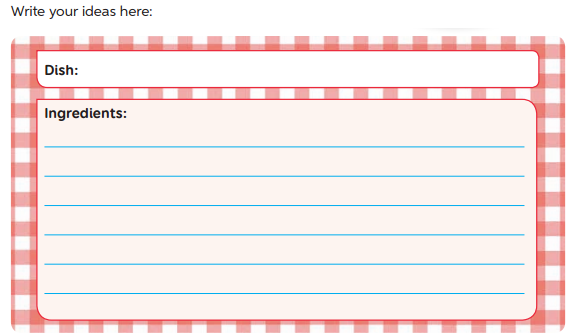 Write your ideas here:
Dish:
Ingredients: